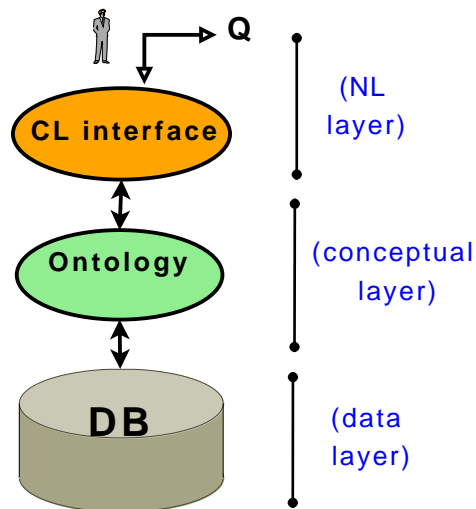 Q
CL interface
(NL
layer)
Ontology
(conceptual
layer)
DB
(data
layer)